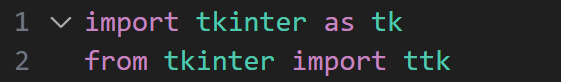 1 import tkinter as tk
2 from tkinter import ttk